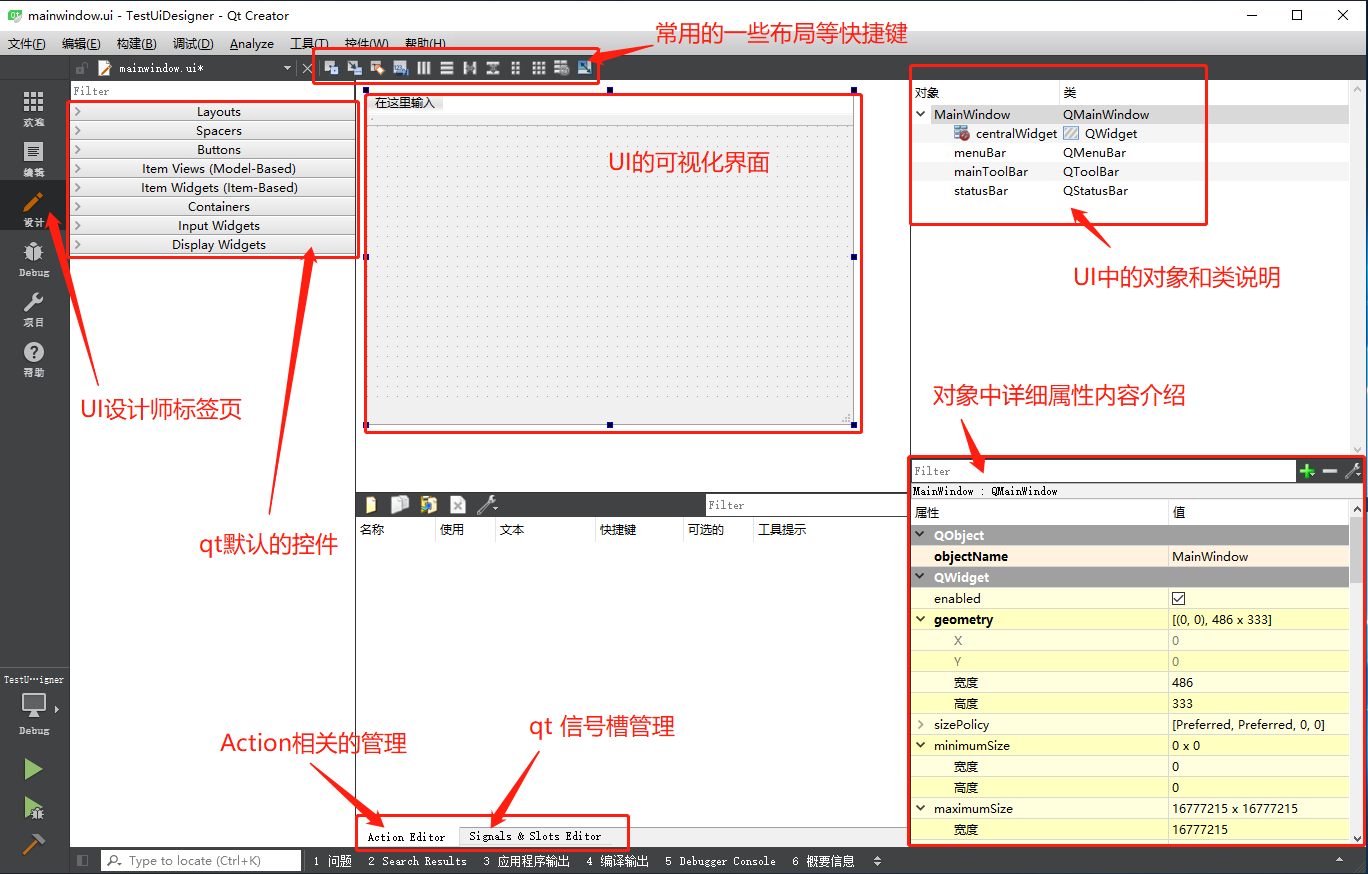 mainwindow.ui - TestUiDesigner - Qt Creator
文件(F) 编辑(E) 构建(B) 调试(D) Analyze 工具(T) 控件(W) 帮助(H)
常用的一些布局等快捷键
mainwindow.ui*
Filter
欢迎
编辑
设计
Debug
项目
帮助
Layouts
Spacers
Buttons
Item Views (Model-Based)
Item Widgets (Item-Based)
Containers
Input Widgets
Display Widgets
UI设计师标签页
qt默认的控件
在这里输入
UI的可视化界面
对象 类
MainWindow QMainWindow
centralWidget QWidget
menuBar QMenuBar
mainToolBar QToolBar
statusBar QStatusBar
UI中的对象和类说明
对象中详细属性内容介绍
Filter
MainWindow : QMainWindow
属性 值
QObject
objectName MainWindow
QWidget
enabled
geometry [(0, 0), 486 x 333]
X 0
Y 0
宽度 486
高度 333
sizePolicy [Preferred, Preferred, 0, 0]
minimumSize 0 x 0
宽度 0
高度 0
maximumSize 16777215 x 16777215
宽度 16777215
Filter
名称 使用 文本 快捷键 可选的 工具提示
Action相关的管理
qt 信号槽管理
Action Editor Signals & Slots Editor
TestU…igner
Debug
Type to locate (Ctrl+K) 1 问题 2 Search Results 3 应用程序输出 4 编译输出 5 Debugger Console 6 概要信息